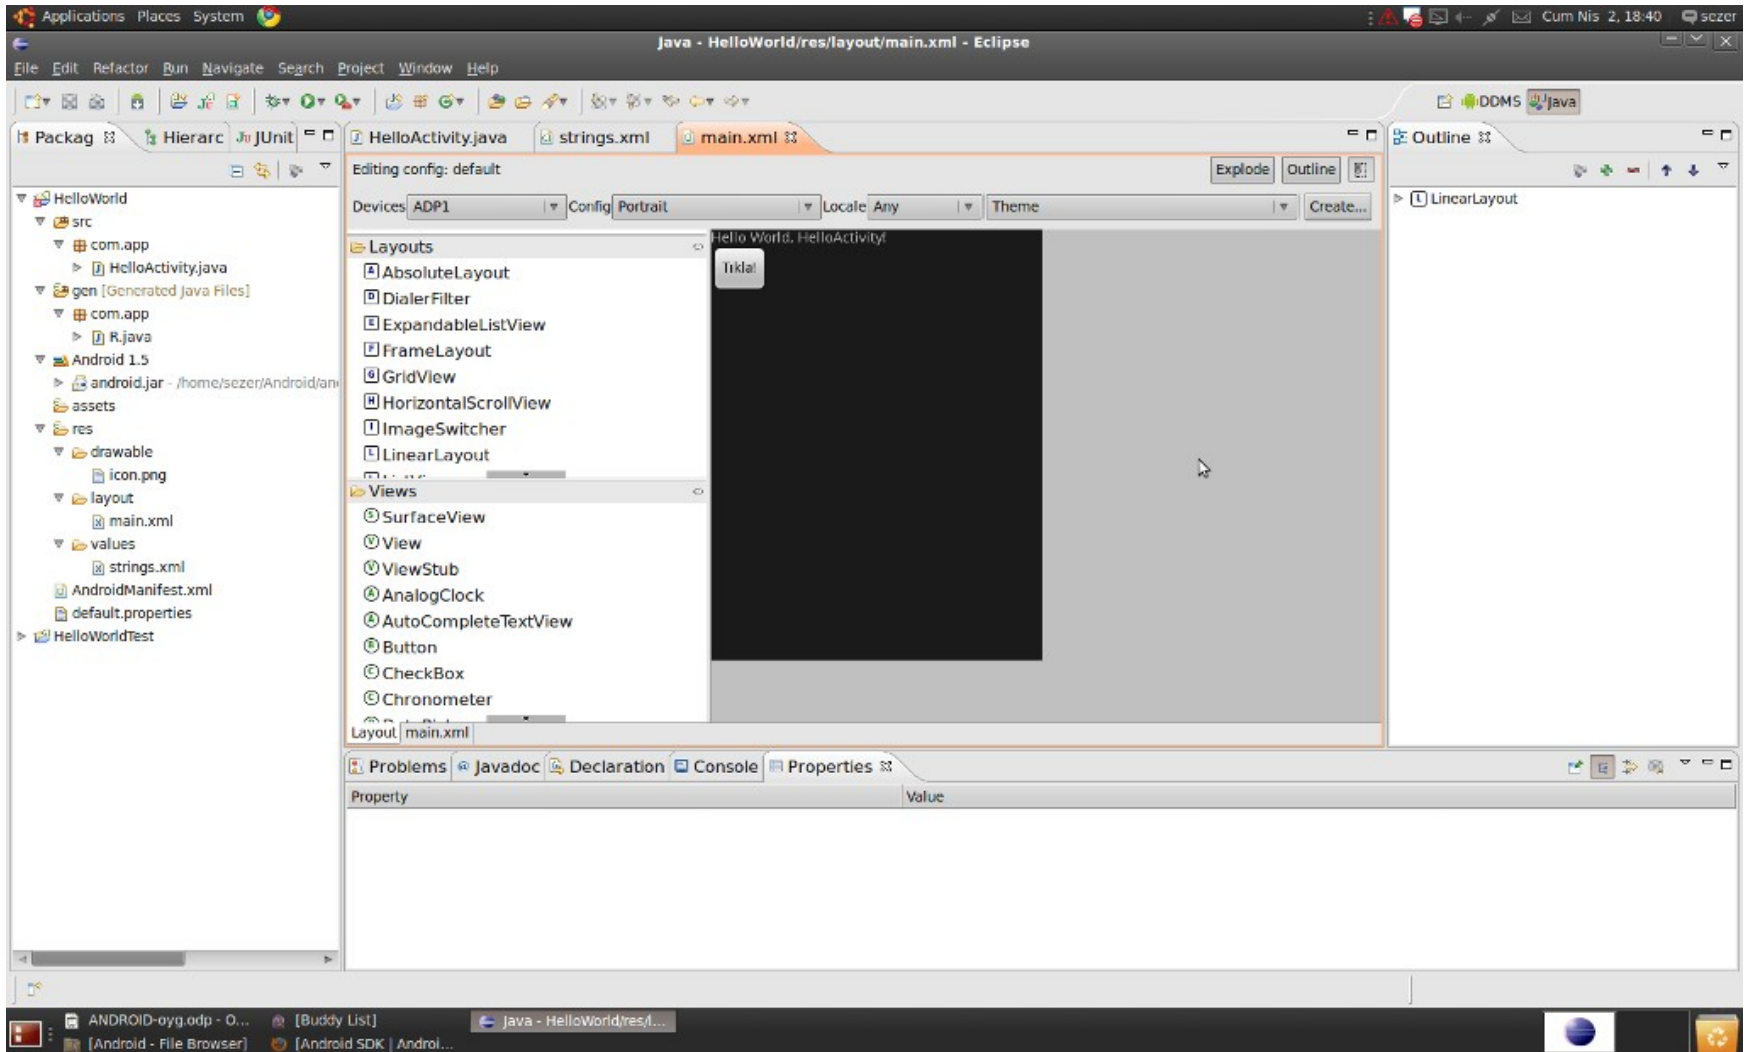 Applications Places System
Cum Nis 2, 18:40 sezer
Java - HelloWorld/res/layout/main.xml - Eclipse
File Edit Refactor Run Navigate Search Project Window Help
DDMS Java
Packag Hierarc JUnit
HelloActivity.java strings.xml main.xml
Outline
Editing config: default
Explode Outline
Devices ADP1 Config Portrait Locale Any Theme Create...
HelloWorld
src
com.app
HelloActivity.java
gen [Generated Java Files]
com.app
R.java
Android 1.5
android.jar - /home/sezer/Android/an
assets
res
drawable
icon.png
layout
main.xml
values
strings.xml
AndroidManifest.xml
default.properties
HelloWorldTest
Layouts
AbsoluteLayout
DialerFilter
ExpandableListView
FrameLayout
GridView
HorizontalScrollView
ImageSwitcher
LinearLayout
Views
SurfaceView
View
ViewStub
AnalogClock
AutoCompleteTextView
Button
CheckBox
Chronometer
Hello World, HelloActivity!
Tıkla!
LinearLayout
Layout main.xml
Problems Javadoc Declaration Console Properties
Property Value
ANDROID-oyg.odp - O... [Buddy List] Java - HelloWorld/res/l...
[Android - File Browser] [Android SDK | Androi...